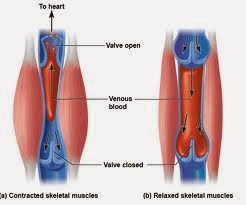 To heart
Valve open
Venous
blood
Valve closed
(a) Contracted skeletal muscles
(b) Relaxed skeletal muscles